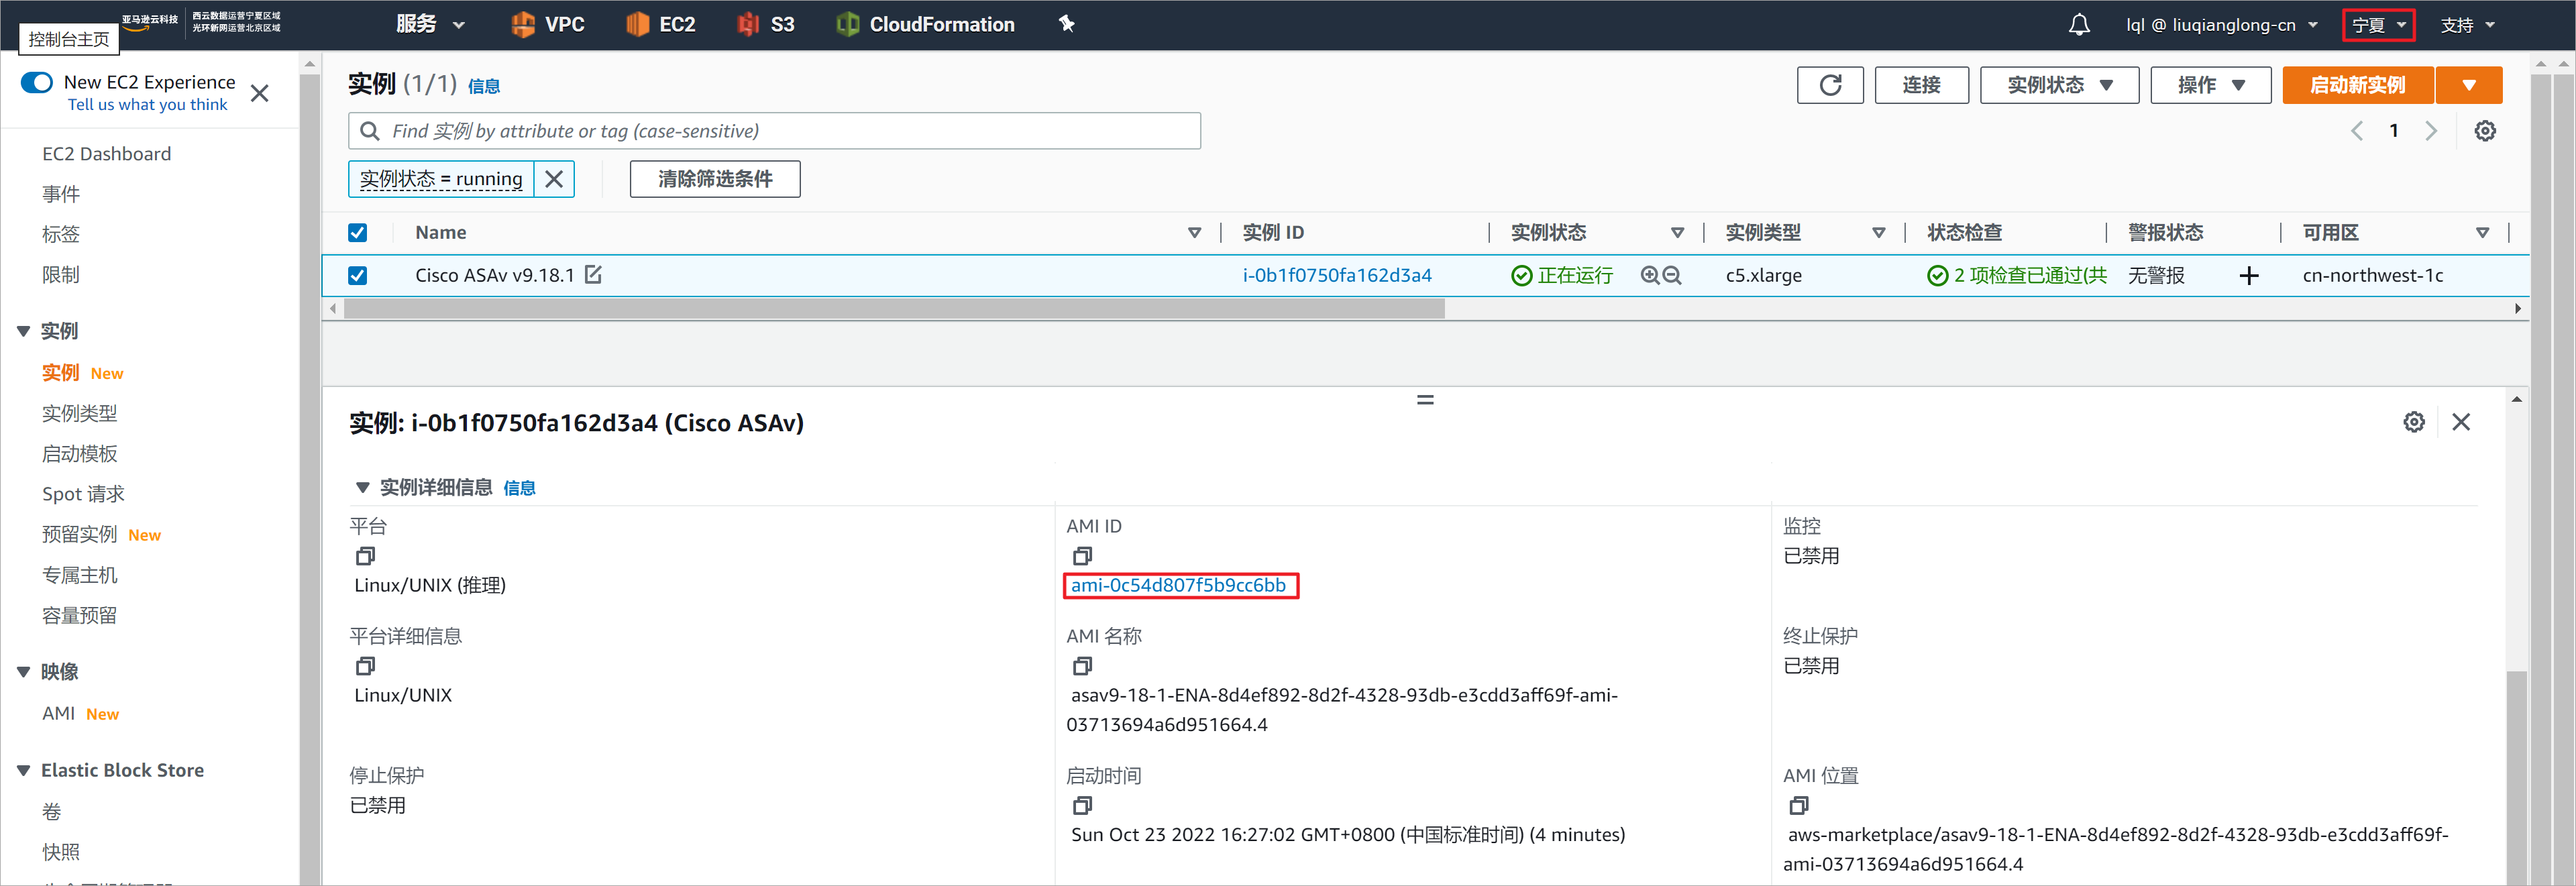 亚马逊云科技
西云数据运营宁夏区域
光环新网运营北京区域
控制台主页
服务
VPC
EC2
S3
CloudFormation
lql @ liuqianglong-cn
宁夏
支持
New EC2 Experience
Tell us what you think
EC2 Dashboard
事件
标签
限制
实例
实例 New
实例类型
启动模板
Spot 请求
预留实例 New
专属主机
容量预留
映像
AMI New
Elastic Block Store
卷
快照
实例 (1/1) 信息
连接
实例状态
操作
启动新实例
Find 实例 by attribute or tag (case-sensitive)
1
实例状态 = running
清除筛选条件
Name
实例 ID
实例状态
实例类型
状态检查
警报状态
可用区
Cisco ASAv v9.18.1
i-0b1f0750fa162d3a4
正在运行
c5.xlarge
2 项检查已通过(共
无警报
cn-northwest-1c
实例: i-0b1f0750fa162d3a4 (Cisco ASAv)
实例详细信息 信息
平台
Linux/UNIX (推理)
AMI ID
ami-0c54d807f5b9cc6bb
监控
已禁用
平台详细信息
Linux/UNIX
AMI 名称
asav9-18-1-ENA-8d4ef892-8d2f-4328-93db-e3cdd3aff69f-ami-
03713694a6d951664.4
终止保护
已禁用
停止保护
已禁用
启动时间
Sun Oct 23 2022 16:27:02 GMT+0800 (中国标准时间) (4 minutes)
AMI 位置
aws-marketplace/asav9-18-1-ENA-8d4ef892-8d2f-4328-93db-e3cdd3aff69f-
ami-03713694a6d951664.4